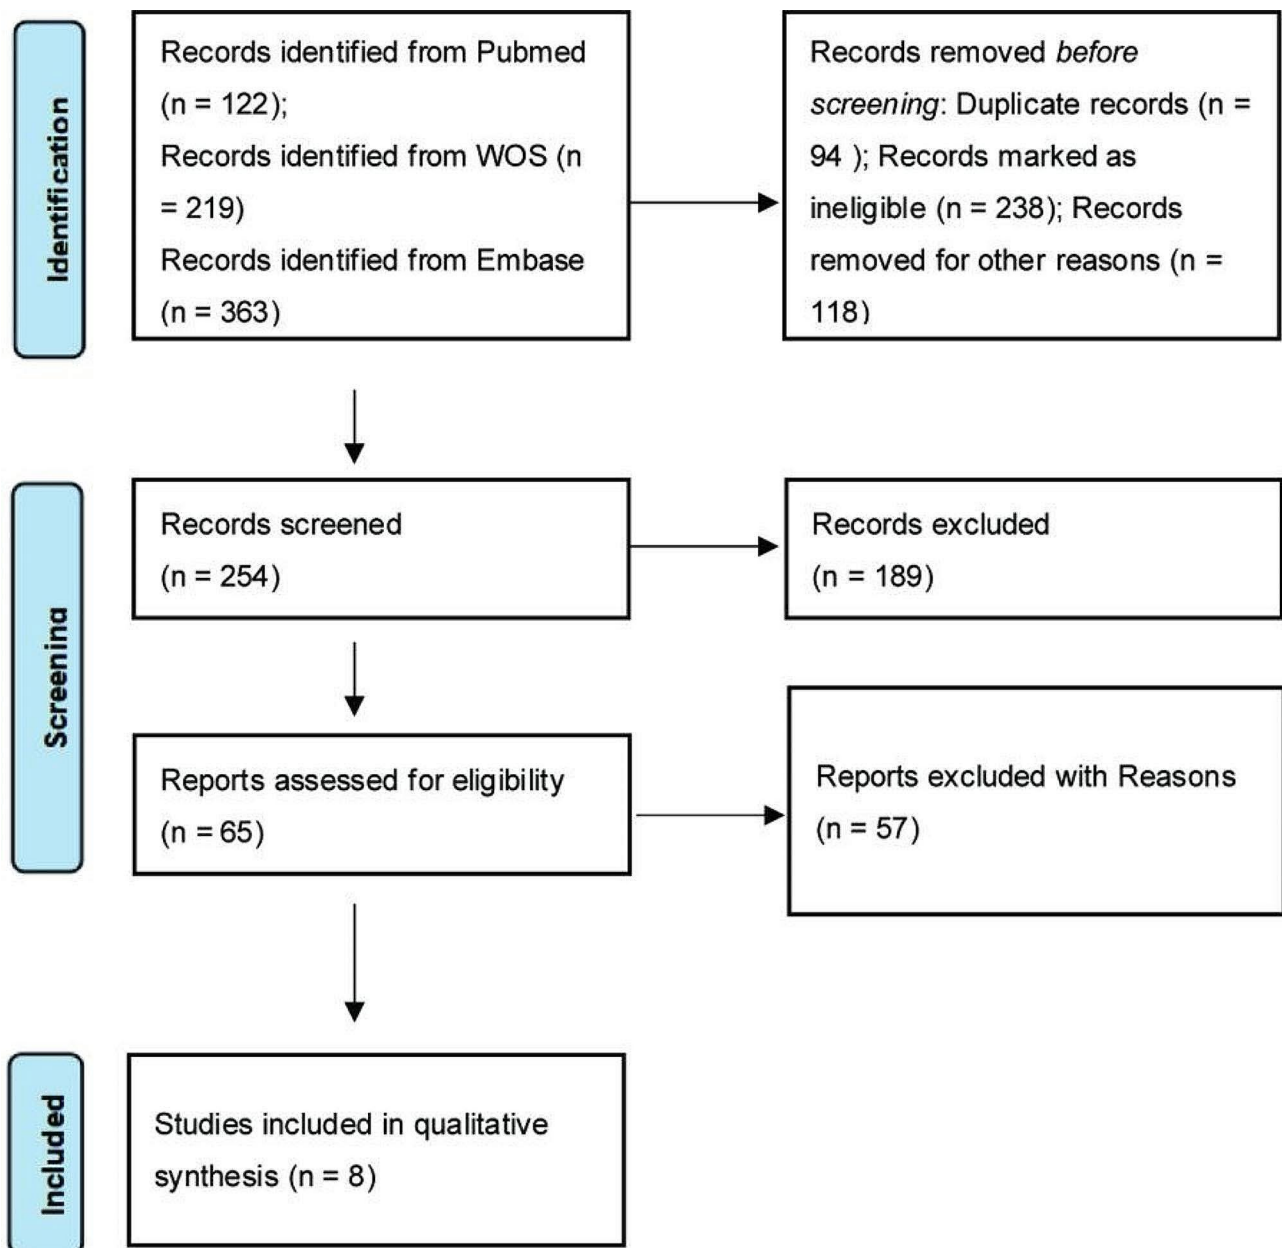 Identification
Records identified from Pubmed
(n = 122);
Records identified from WOS (n
= 219)
Records identified from Embase
(n = 363)
Records removed before
screening: Duplicate records (n =
94 ); Records marked as
ineligible (n = 238); Records
removed for other reasons (n =
118)
Screening
Records screened
(n = 254)
Records excluded
(n = 189)
Reports assessed for eligibility
(n = 65)
Reports excluded with Reasons
(n = 57)
Included
Studies included in qualitative
synthesis (n = 8)